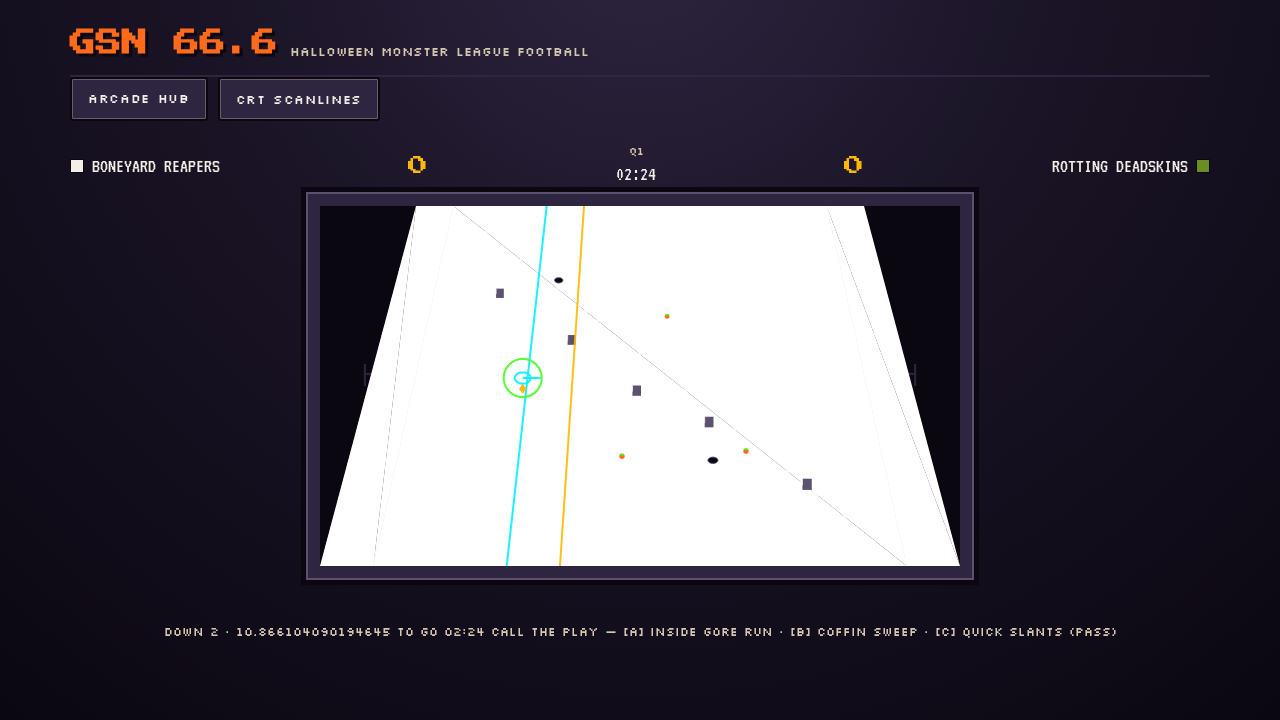 GSN 66.6 HALLOWEEN MONSTER LEAGUE FOOTBALL
ARCADE HUB CRT SCANLINES
BONEYARD REAPERS 0 Q1 02:24 0 ROTTING DEADSKINS
DOWN 2 · 10.866104090194645 TO GO 02:24 CALL THE PLAY — [A] INSIDE GORE RUN · [B] COFFIN SWEEP · [C] QUICK SLANTS (PASS)